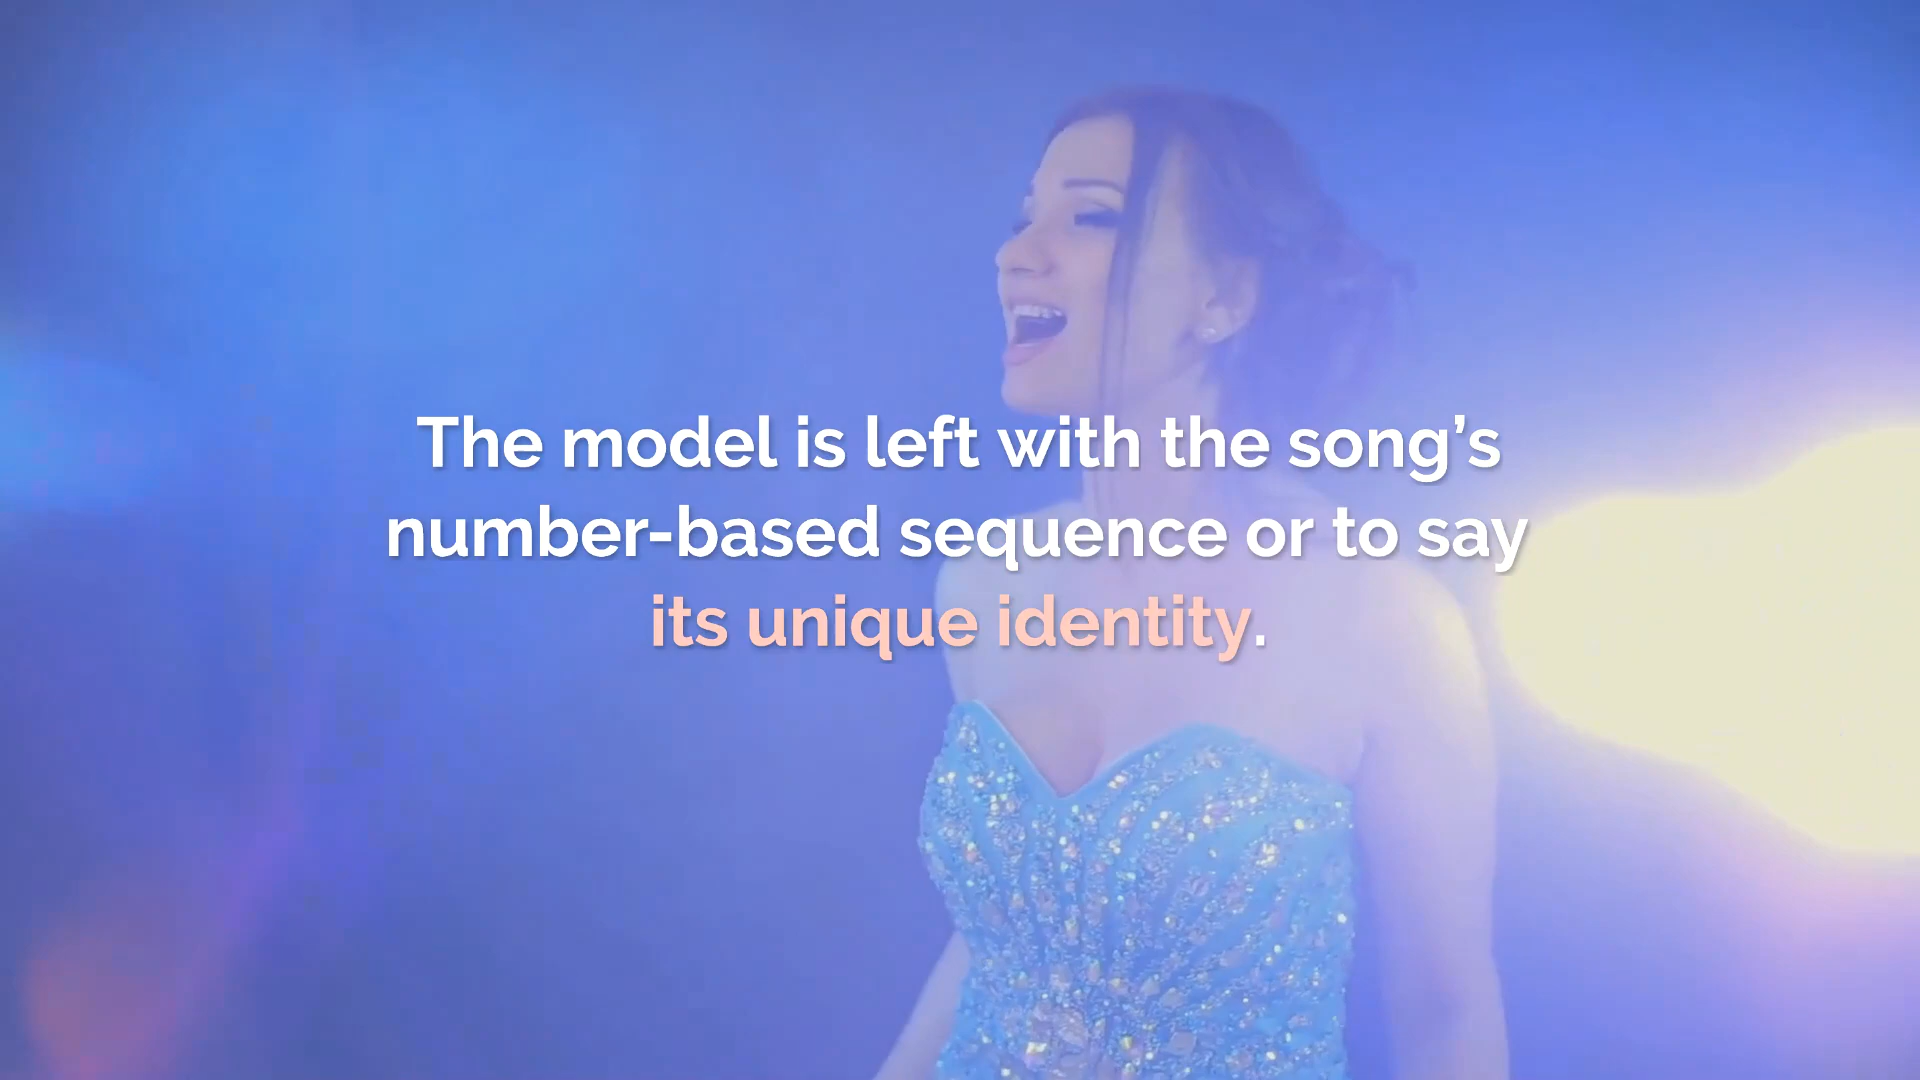 The model is left with the song’s
number-based sequence or to say
its unique identity.